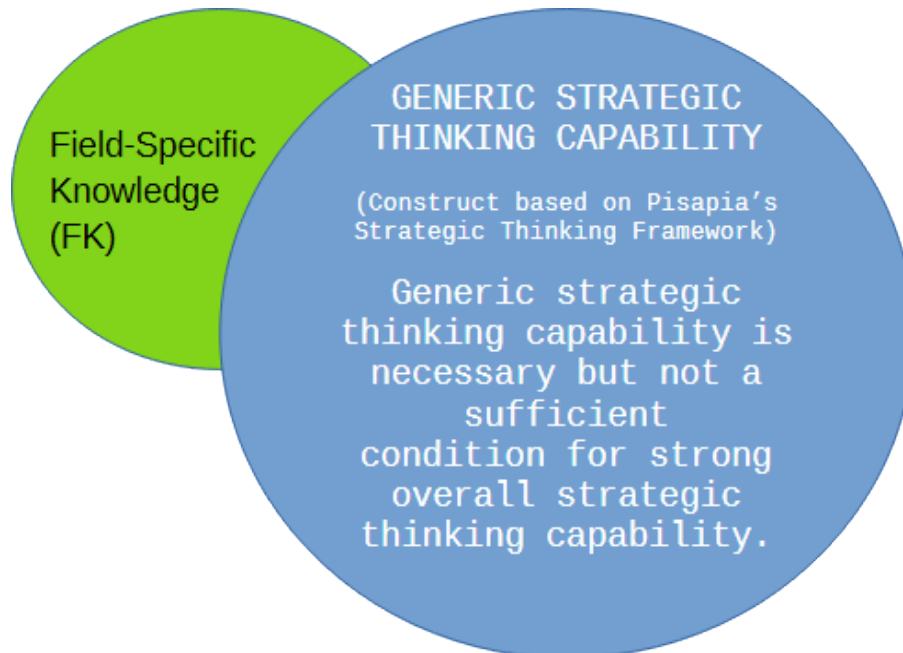 Field-Specific
Knowledge
(FK)
GENERIC STRATEGIC
THINKING CAPABILITY
(Construct based on Pisapia’s
Strategic Thinking Framework)
Generic strategic
thinking capability is
necessary but not a
sufficient
condition for strong
overall strategic
thinking capability.